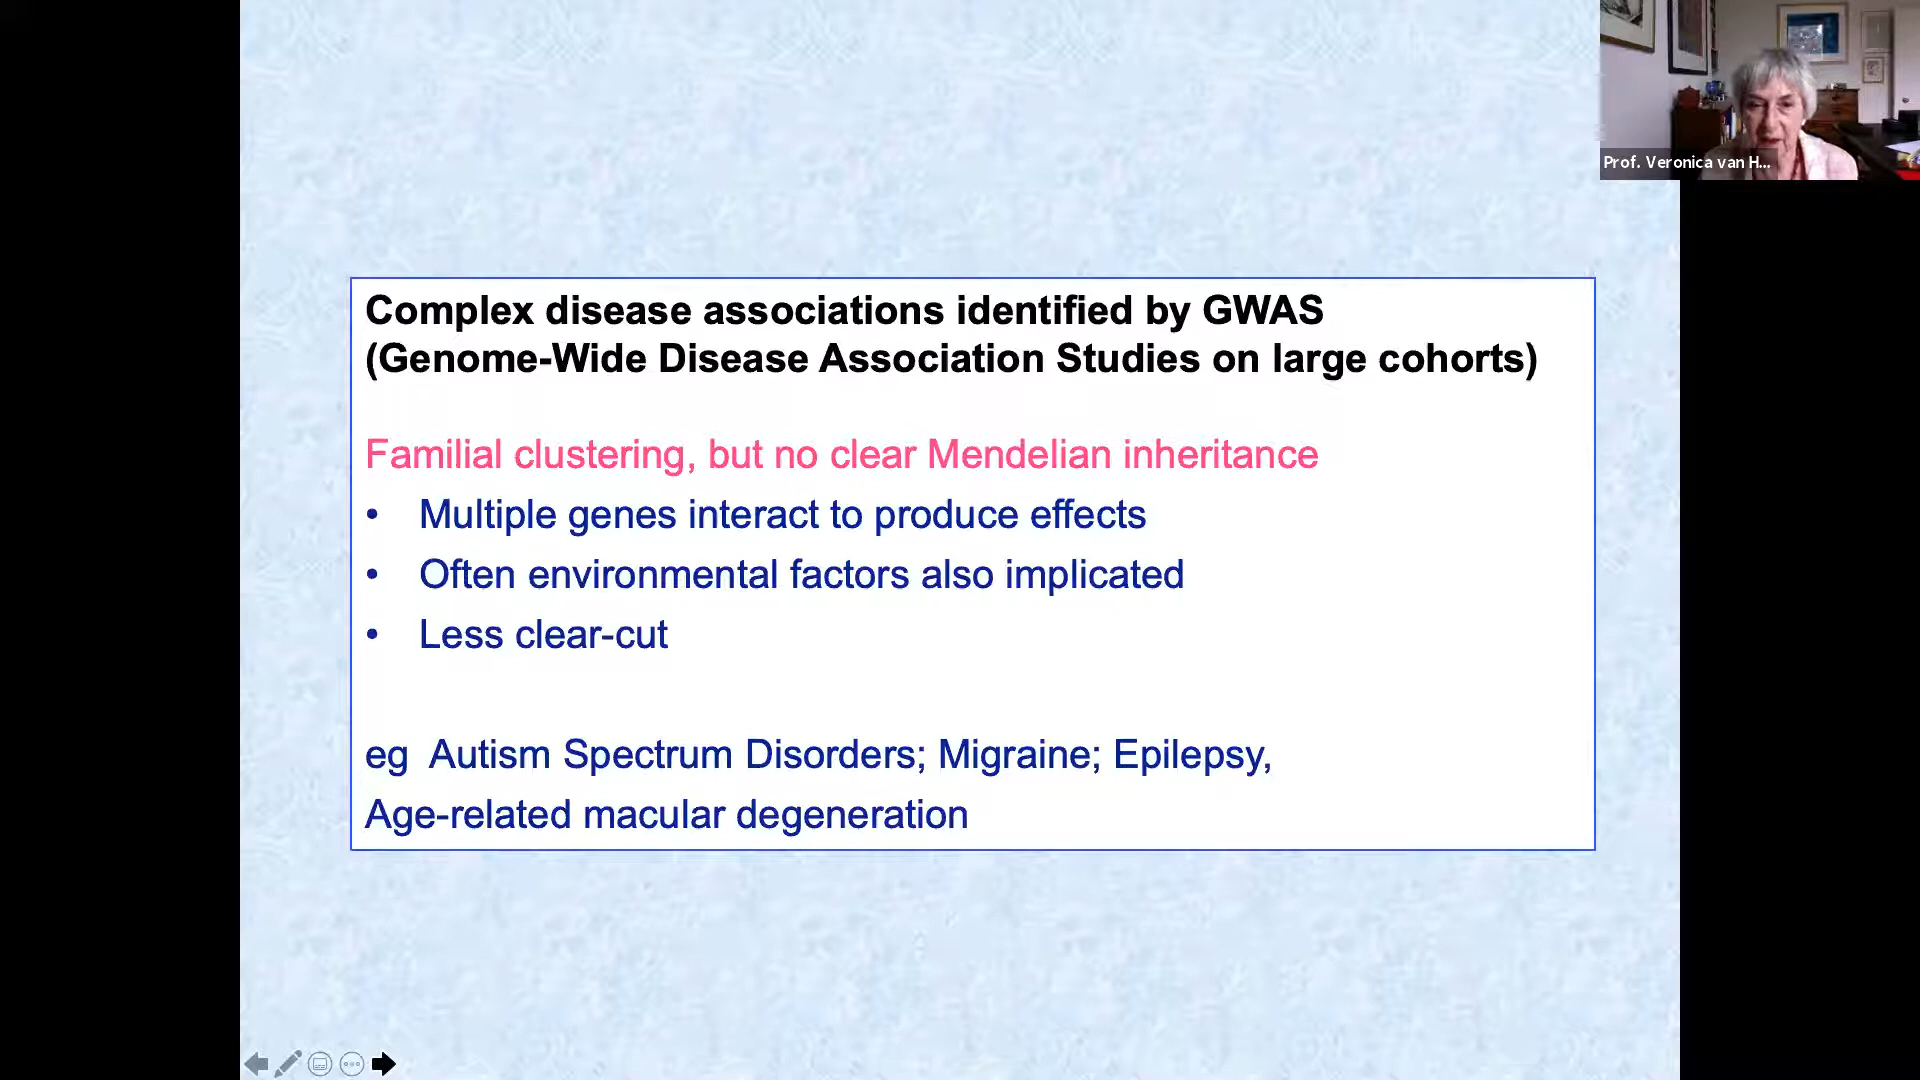 Prof. Veronica van H...
Complex disease associations identified by GWAS
(Genome-Wide Disease Association Studies on large cohorts)
Familial clustering, but no clear Mendelian inheritance
• Multiple genes interact to produce effects
• Often environmental factors also implicated
• Less clear-cut
eg Autism Spectrum Disorders; Migraine; Epilepsy,
Age-related macular degeneration